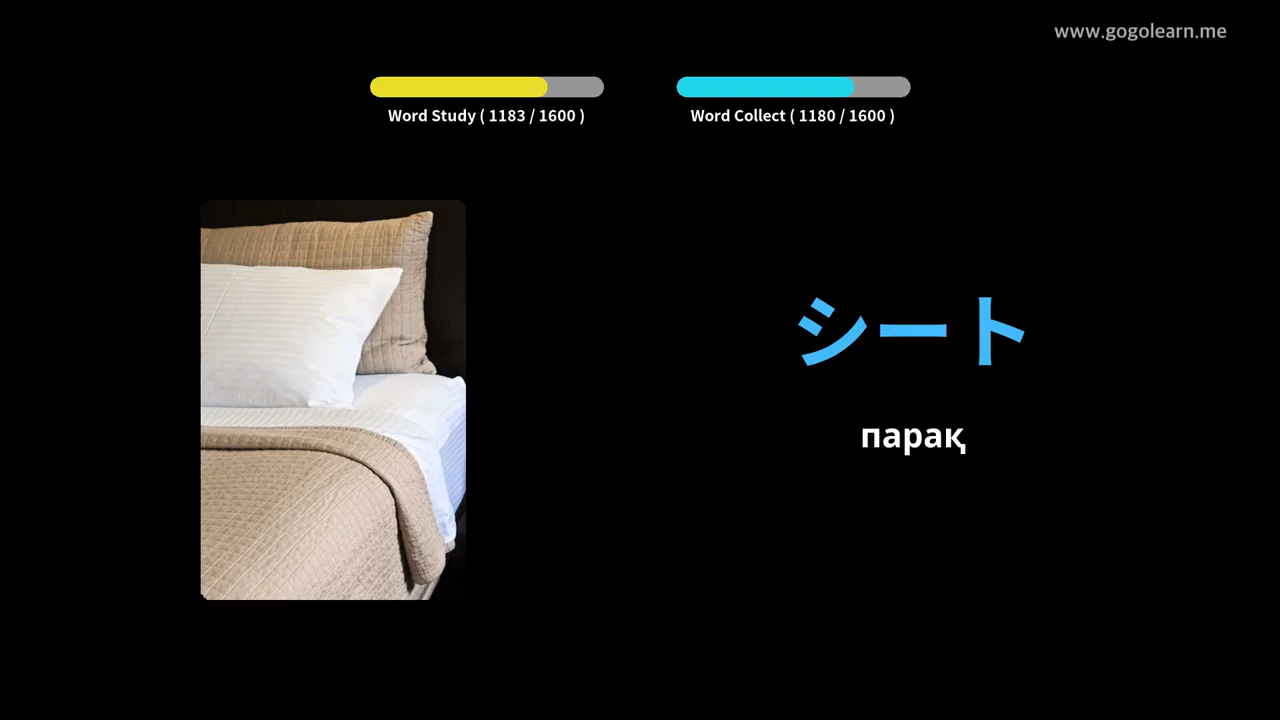 www.gogolearn.me
Word Study ( 1183 / 1600 )
Word Collect ( 1180 / 1600 )
シート
парақ